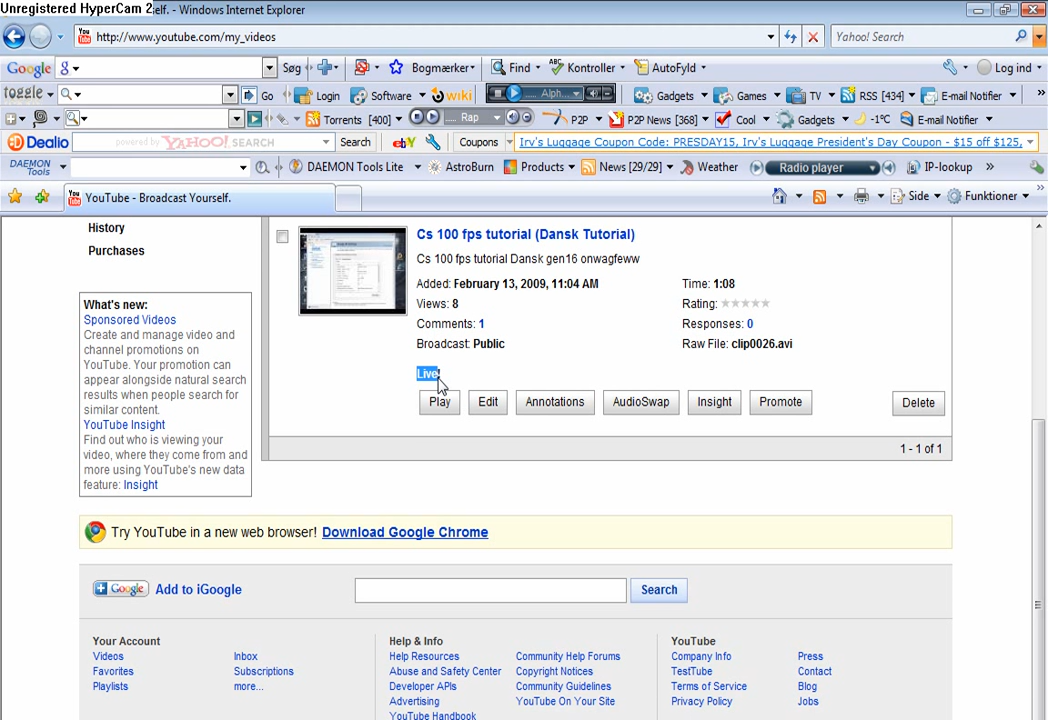 Unregistered HyperCam 2
self. - Windows Internet Explorer
http://www.youtube.com/my_videos
Yahoo! Search
Google
Søg
Bogmærker
Find
Kontroller
AutoFyld
Log ind
toggle
Go
Login
Software
wiki
Alph...
Gadgets
Games
TV
RSS [434]
E-mail Notifier
Torrents [400]
.... Rap
P2P
P2P News [368]
Cool
Gadgets
-1°C
E-mail Notifier
Dealio
powered by YAHOO! SEARCH
Search
ebY
Coupons
Irv's Luggage Coupon Code: PRESDAY15, Irv's Luggage President's Day Coupon - $15 off $125,
DAEMON Tools
DAEMON Tools Lite
AstroBurn
Products
News [29/29]
Weather
Radio player
IP-lookup
YouTube - Broadcast Yourself.
Side
Funktioner
History
Purchases
What's new:
Sponsored Videos
Create and manage video and
channel promotions on
YouTube. Your promotion can
appear alongside natural search
results when people search for
similar content.
YouTube Insight
Find out who is viewing your
video, where they come from and
more using YouTube's new data
feature: Insight
Cs 100 fps tutorial (Dansk Tutorial)
Cs 100 fps tutorial Dansk gen16 onwagfeww
Added: February 13, 2009, 11:04 AM
Time: 1:08
Views: 8
Rating:
Comments: 1
Responses: 0
Broadcast: Public
Raw File: clip0026.avi
Live!
Play
Edit
Annotations
AudioSwap
Insight
Promote
Delete
1 - 1 of 1
Try YouTube in a new web browser! Download Google Chrome
Google
Add to iGoogle
Search
Your Account
Videos
Inbox
Favorites
Subscriptions
Playlists
more...
Help & Info
Help Resources
Community Help Forums
Abuse and Safety Center
Copyright Notices
Developer APIs
Community Guidelines
Advertising
YouTube On Your Site
YouTube Handbook
YouTube
Company Info
Press
TestTube
Contact
Terms of Service
Blog
Privacy Policy
Jobs